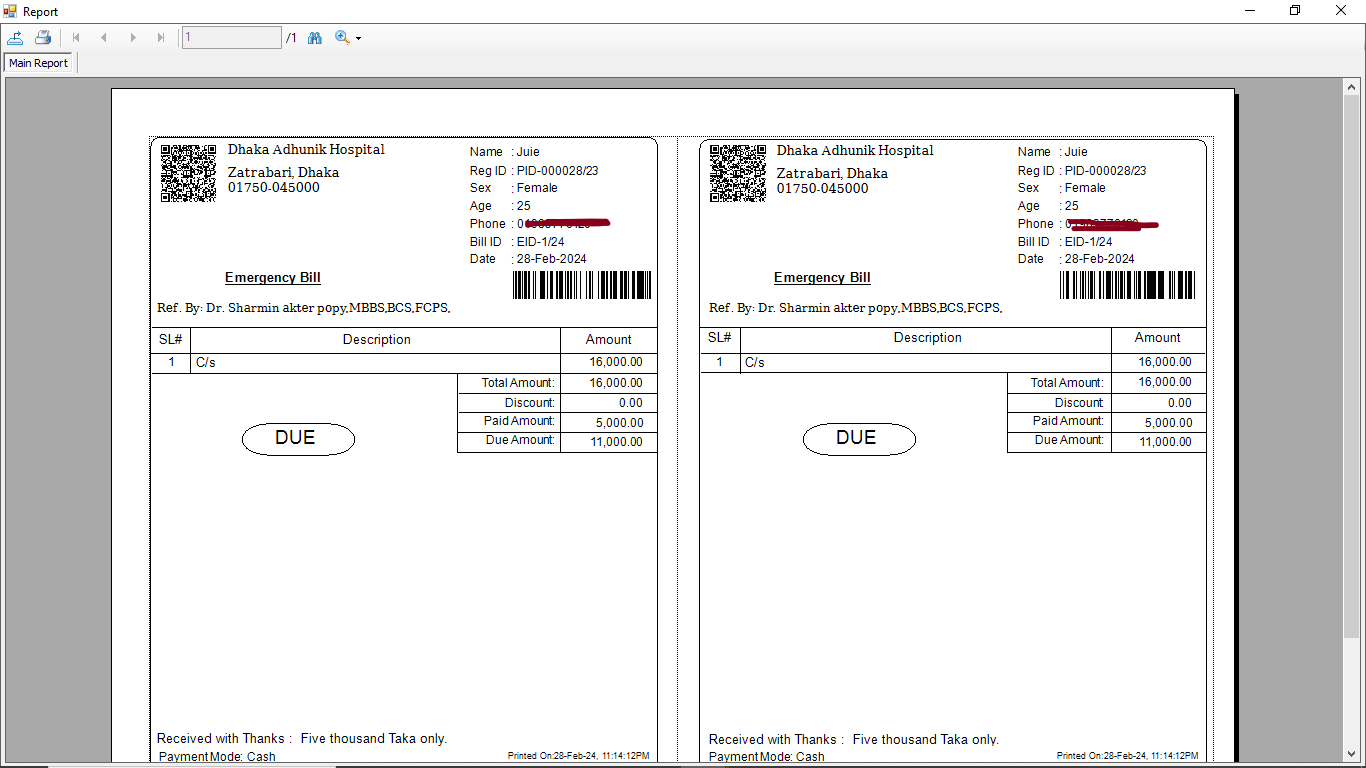 Report
1 /1
Main Report
Dhaka Adhunik Hospital
Zatrabari, Dhaka
01750-045000
Name : Juie
Reg ID : PID-000028/23
Sex : Female
Age : 25
Phone :
Bill ID : EID-1/24
Date : 28-Feb-2024
Emergency Bill
Ref. By: Dr. Sharmin akter popy,MBBS,BCS,FCPS,
SL# Description Amount
1 C/s 16,000.00
Total Amount: 16,000.00
Discount: 0.00
Paid Amount: 5,000.00
Due Amount: 11,000.00
DUE
Received with Thanks : Five thousand Taka only.
Payment Mode: Cash Printed On:28-Feb-24, 11:14:12PM
Dhaka Adhunik Hospital
Zatrabari, Dhaka
01750-045000
Name : Juie
Reg ID : PID-000028/23
Sex : Female
Age : 25
Phone :
Bill ID : EID-1/24
Date : 28-Feb-2024
Emergency Bill
Ref. By: Dr. Sharmin akter popy,MBBS,BCS,FCPS,
SL# Description Amount
1 C/s 16,000.00
Total Amount: 16,000.00
Discount: 0.00
Paid Amount: 5,000.00
Due Amount: 11,000.00
DUE
Received with Thanks : Five thousand Taka only.
Payment Mode: Cash Printed On:28-Feb-24, 11:14:12PM